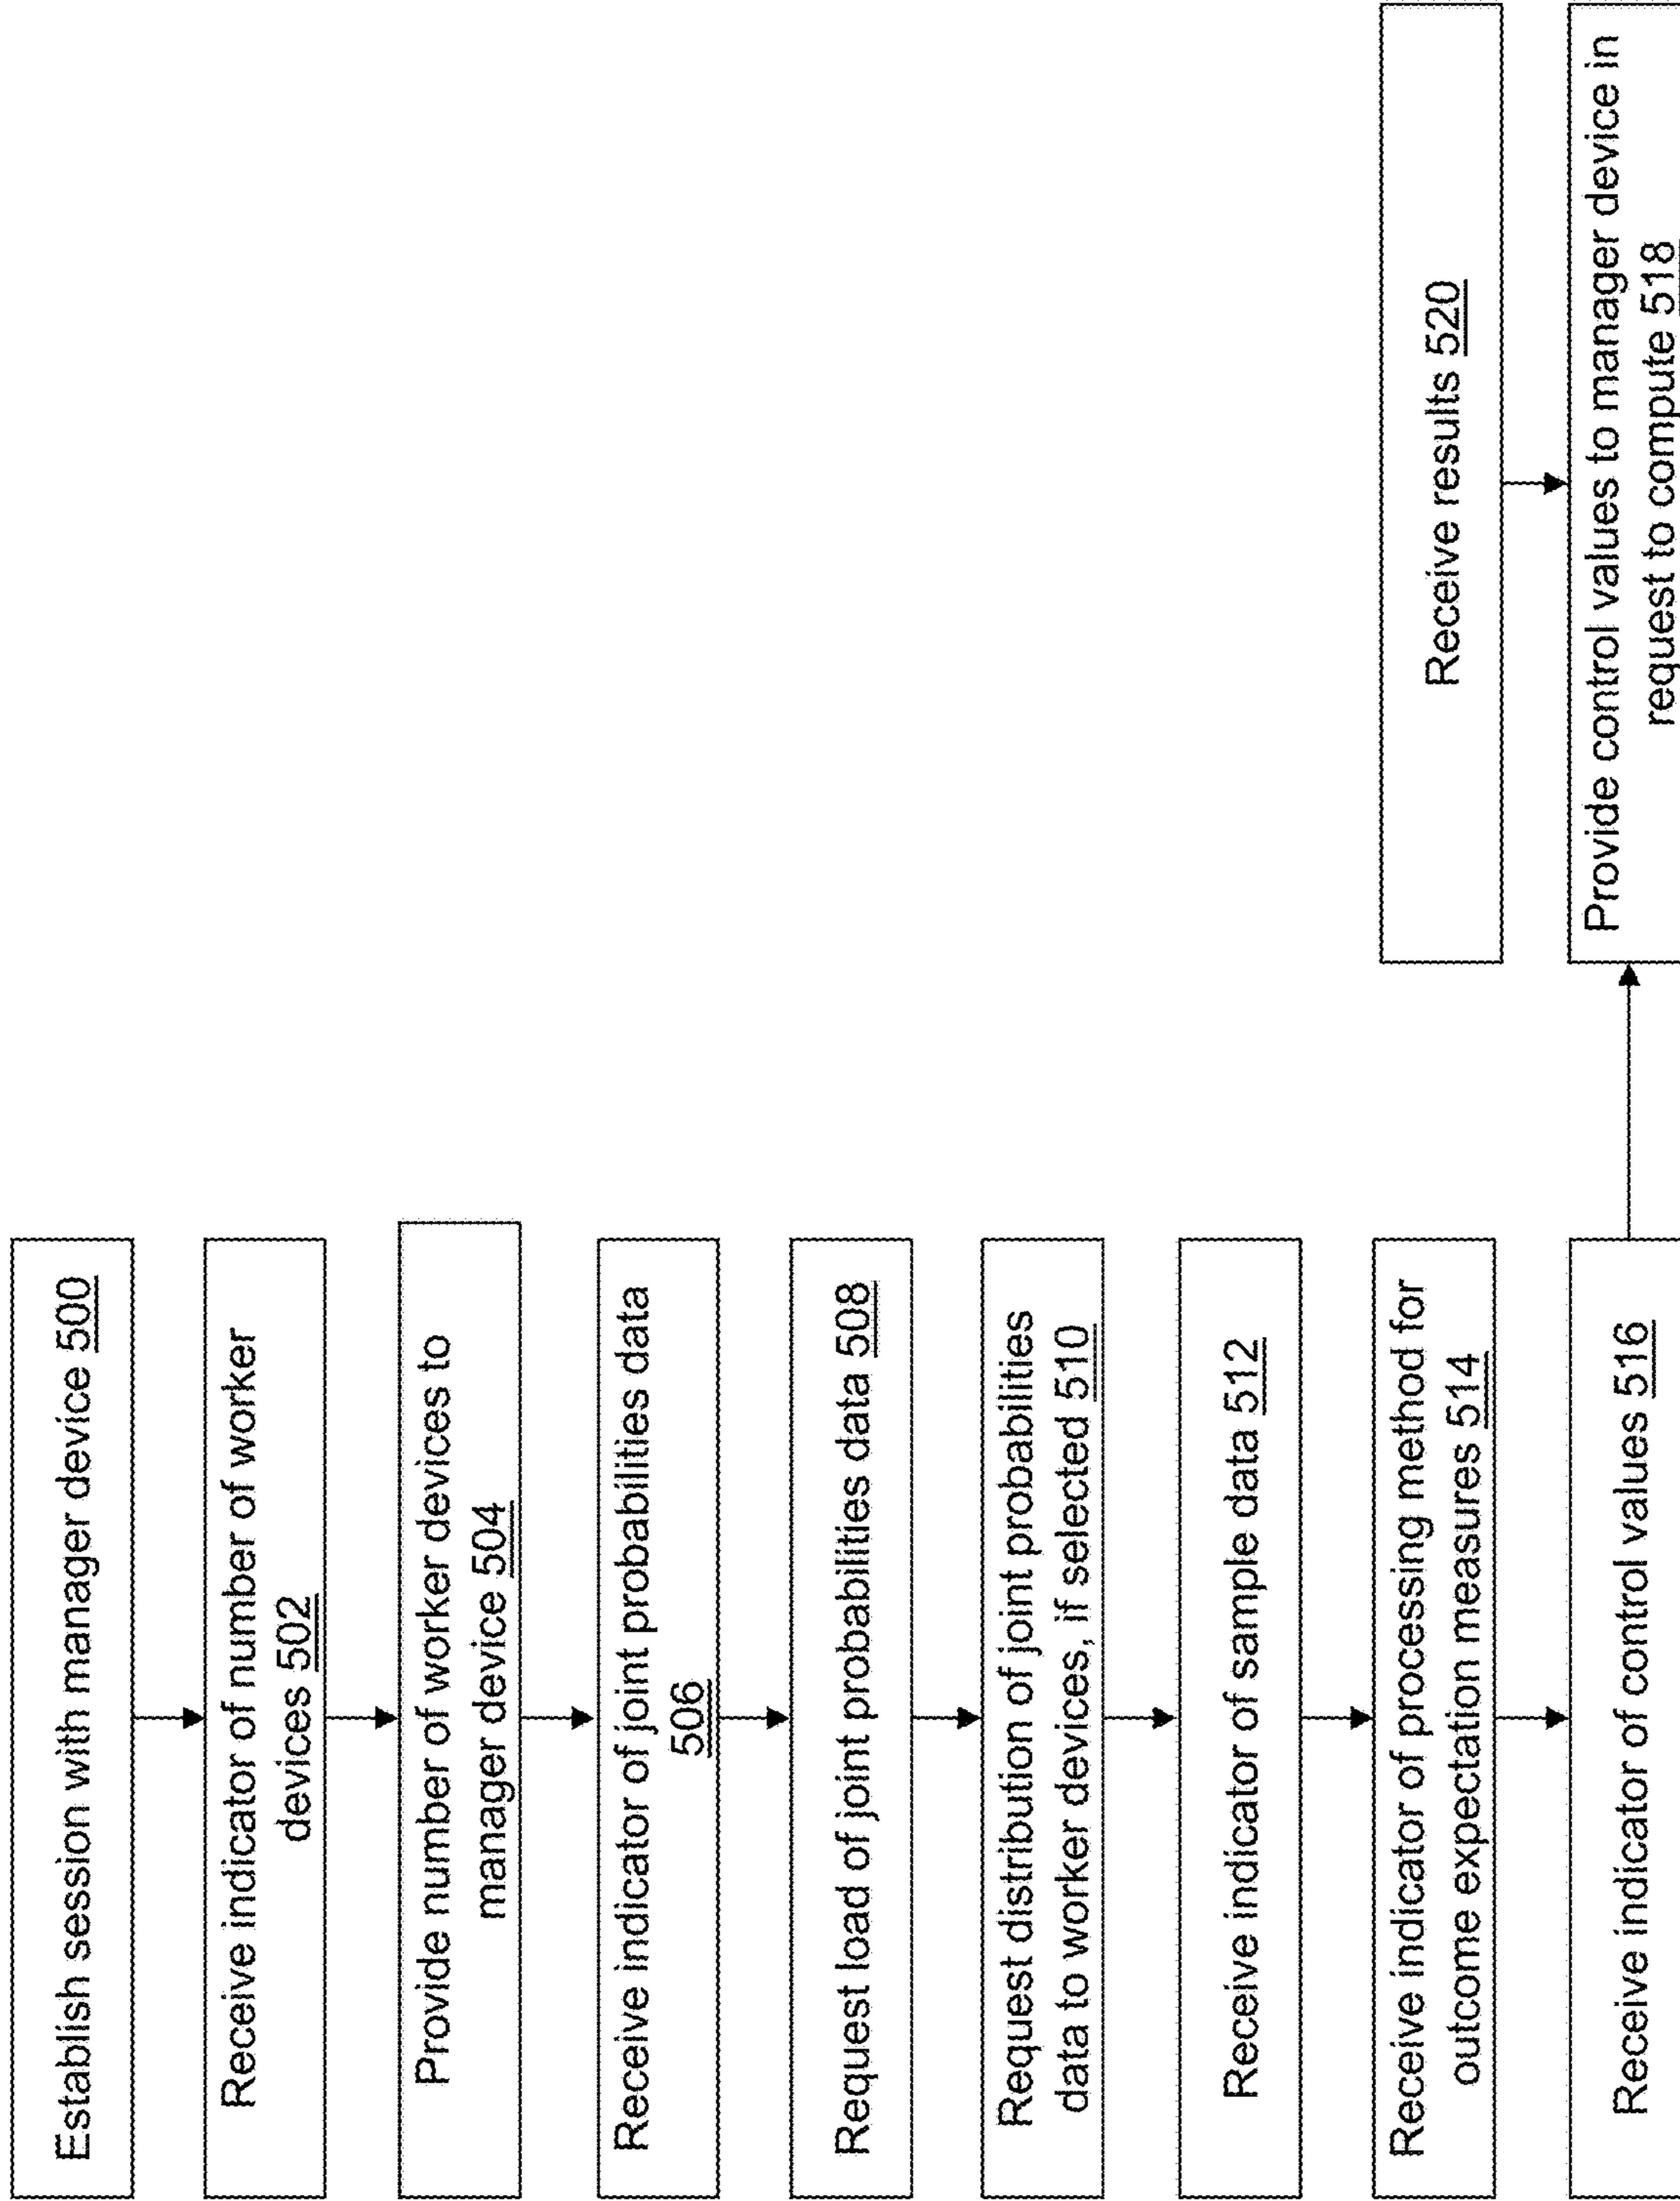 Establish session with manager device 500
Receive indicator of number of worker
devices 502
Provide number of worker devices to
manager device 504
Receive indicator of joint probabilities data
506
Request load of joint probabilities data 508
Request distribution of joint probabilities
data to worker devices, if selected 510
Receive indicator of sample data 512
Receive indicator of processing method for
outcome expectation measures 514
Receive indicator of control values 516
Receive results 520
Provide control values to manager device in
request to compute 518